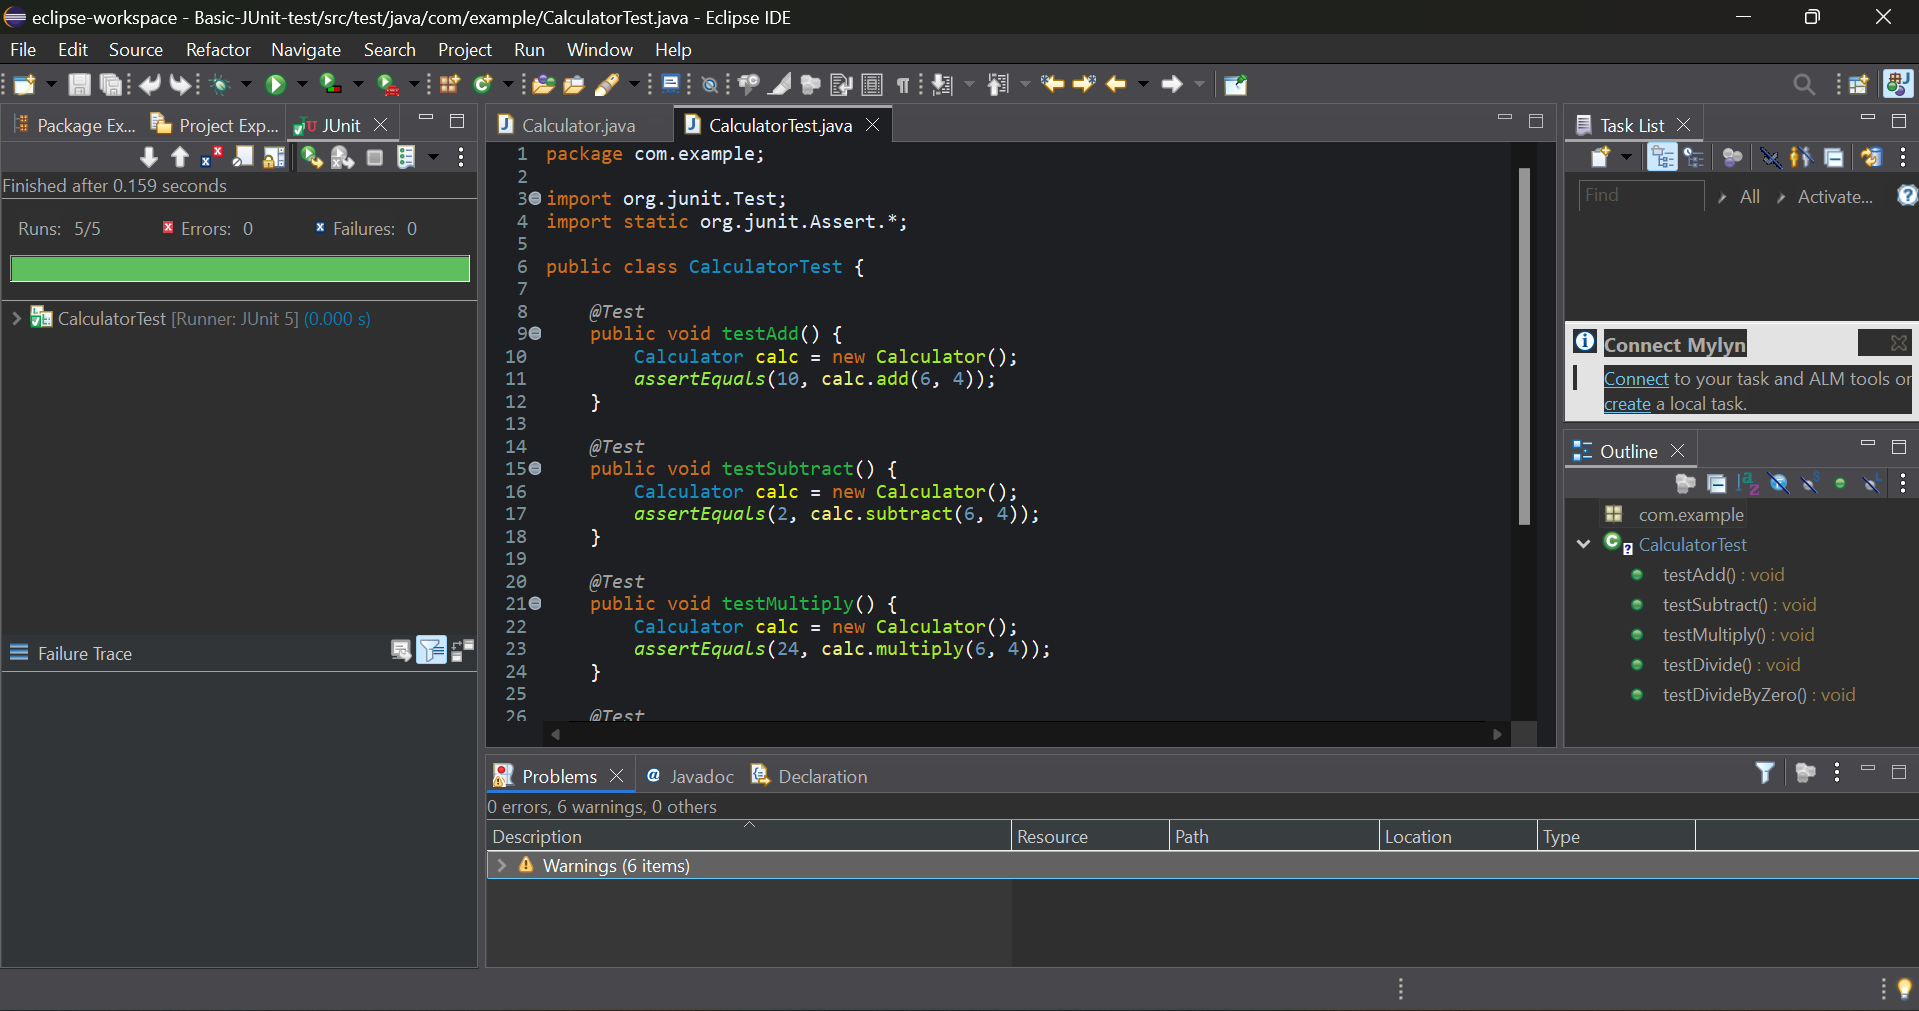 eclipse-workspace - Basic-JUnit-test/src/test/java/com/example/CalculatorTest.java - Eclipse IDE
File Edit Source Refactor Navigate Search Project Run Window Help
Package Ex... Project Exp... JUnit
Finished after 0.159 seconds
Runs: 5/5 Errors: 0 Failures: 0
CalculatorTest [Runner: JUnit 5] (0.000 s)
Failure Trace
Calculator.java CalculatorTest.java
1 package com.example;
2
3 import org.junit.Test;
4 import static org.junit.Assert.*;
5
6 public class CalculatorTest {
7
8 @Test
9 public void testAdd() {
10 Calculator calc = new Calculator();
11 assertEquals(10, calc.add(6, 4));
12 }
13
14 @Test
15 public void testSubtract() {
16 Calculator calc = new Calculator();
17 assertEquals(2, calc.subtract(6, 4));
18 }
19
20 @Test
21 public void testMultiply() {
22 Calculator calc = new Calculator();
23 assertEquals(24, calc.multiply(6, 4));
24 }
25
26 @Test
Task List
Find All Activate...
Connect Mylyn
Connect to your task and ALM tools or
create a local task.
Outline
com.example
CalculatorTest
testAdd() : void
testSubtract() : void
testMultiply() : void
testDivide() : void
testDivideByZero() : void
Problems Javadoc Declaration
0 errors, 6 warnings, 0 others
Description Resource Path Location Type
Warnings (6 items)